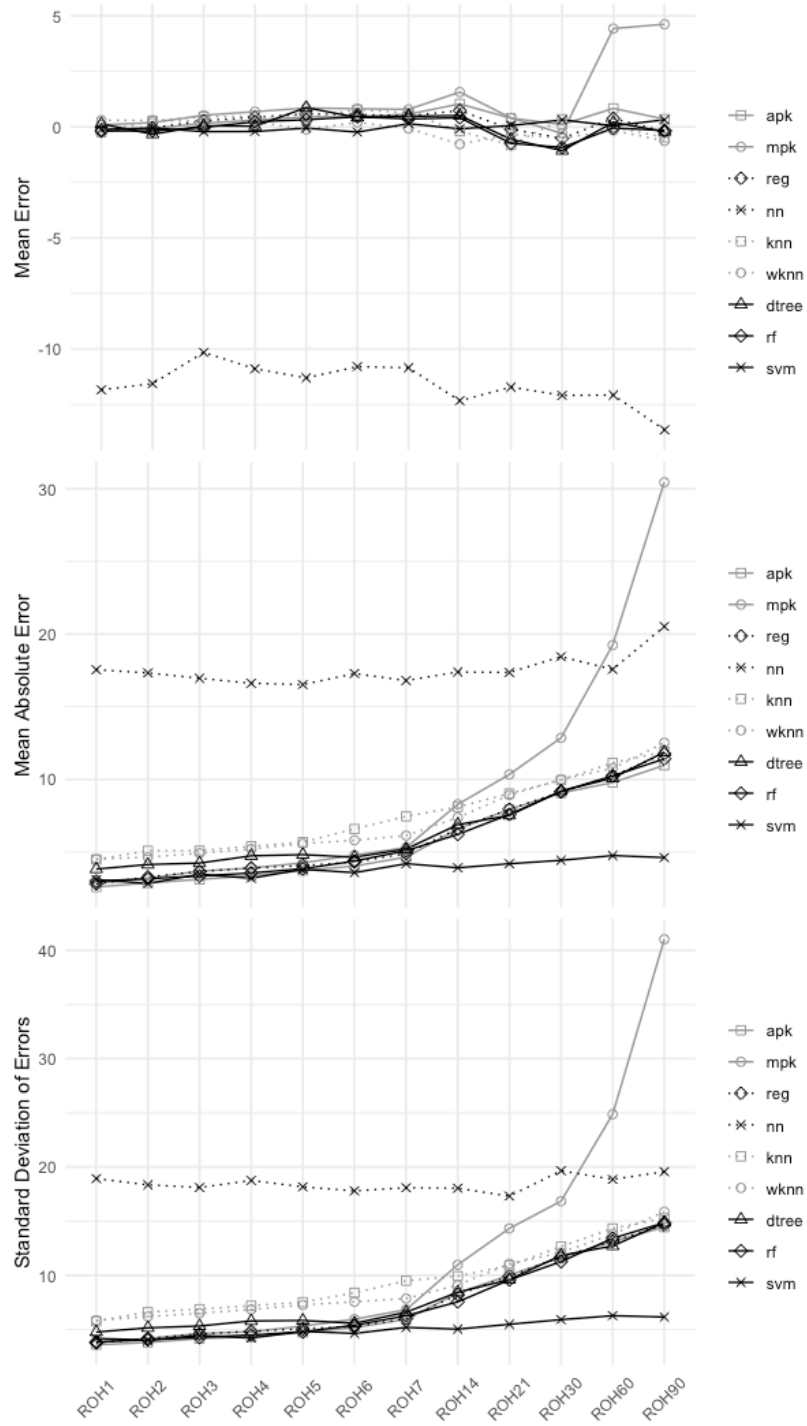 5
0
-5
-10
Mean Error
apk
mpk
reg
nn
knn
wknn
dtree
rf
svm
30
20
10
Mean Absolute Error
apk
mpk
reg
nn
knn
wknn
dtree
rf
svm
40
30
20
10
Standard Deviation of Errors
apk
mpk
reg
nn
knn
wknn
dtree
rf
svm
ROH1
ROH2
ROH3
ROH4
ROH5
ROH6
ROH7
ROH14
ROH21
ROH30
ROH60
ROH90